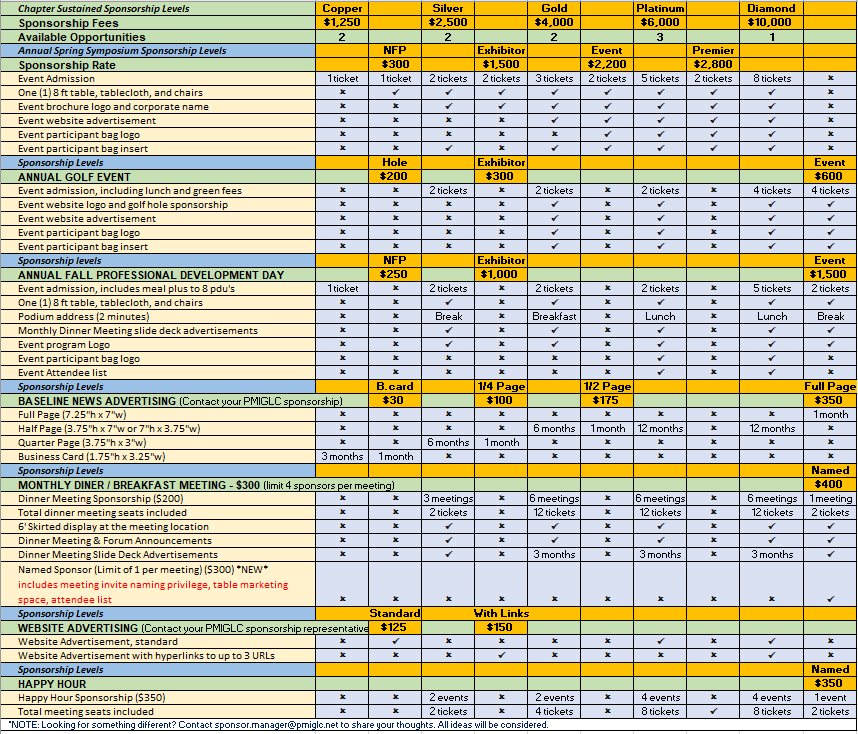 Chapter Sustained Sponsorship Levels Copper Silver Gold Platinum Diamond
Sponsorship Fees $1,250 $2,500 $4,000 $6,000 $10,000
Available Opportunities 2 2 2 3 1
Annual Spring Symposium Sponsorship Levels NFP Exhibitor Event Premier
Sponsorship Rate $300 $1,500 $2,200 $2,800
Event Admission 1 ticket 1 ticket 2 tickets 2 tickets 3 tickets 2 tickets 5 tickets 2 tickets 8 tickets ×
One (1) 8 ft table, tablecloth, and chairs × ✓ ✓ ✓ ✓ ✓ ✓ ✓ ✓ ×
Event brochure logo and corporate name × × ✓ ✓ ✓ ✓ ✓ ✓ ✓ ×
Event website advertisement × × × × ✓ ✓ ✓ ✓ ✓ ×
Event participant bag logo × × × × × ✓ ✓ ✓ ✓ ×
Event participant bag insert × × ✓ × ✓ ✓ ✓ ✓ ✓ ×
Sponsorship Levels Hole Exhibitor Event
ANNUAL GOLF EVENT $200 $300 $600
Event admission, including lunch and green fees × × 2 tickets × 2 tickets × 2 tickets × 4 tickets 4 tickets
Event website logo and golf hole sponsorship × × × × ✓ × ✓ × ✓ ✓
Event website advertisement × × × × ✓ × ✓ × ✓ ✓
Event participant bag logo × × × × ✓ × ✓ × ✓ ✓
Event participant bag insert × × × × ✓ × ✓ × ✓ ✓
Sponsorship levels NFP Exhibitor Event
ANNUAL FALL PROFESSIONAL DEVELOPMENT DAY $250 $1,000 $1,500
Event admission, includes meal plus to 8 pdu's 1 ticket × 2 tickets × 2 tickets × 2 tickets × 5 tickets 2 tickets
One (1) 8 ft table, tablecloth, and chairs × × ✓ × ✓ × ✓ × ✓ ✓
Podium address (2 minutes) × × Break × Breakfast × Lunch × Lunch Break
Monthly Dinner Meeting slide deck advertisements × × ✓ × ✓ × ✓ × ✓ ✓
Event program Logo × × ✓ × ✓ × ✓ × ✓ ✓
Event participant bag logo × × × × × × ✓ × ✓ ×
Event Attendee list × × × × × × ✓ × ✓ ×
Sponsorship Levels B.card 1/4 Page 1/2 Page Full Page
BASELINE NEWS ADVERTISING (Contact your PMIGLC sponsorship) $30 $100 $175 $350
Full Page (7.25"h x 7"w) × × × × × × × × × 1 month
Half Page (3.75"h x 7"w or 7"h x 3.75"w) × × × × 6 months 1 month 12 months × 12 months ×
Quarter Page (3.75"h x 3"w) × × 6 months 1 month × × × × × ×
Business Card (1.75"h x 3.25"w) 3 months 1 month × × × × × × × ×
Sponsorship Levels Named
MONTHLY DINER / BREAKFAST MEETING - $300 (limit 4 sponsors per meeting) $400
Dinner Meeting Sponsorship ($200) × × 3 meetings × 6 meetings × 6 meetings × 6 meetings 1 meeting
Total dinner meeting seats included × × 2 tickets × 12 tickets × 12 tickets × 12 tickets 2 tickets
6' Skirted display at the meeting location × × ✓ × ✓ × ✓ × ✓ ✓
Dinner Meeting & Forum Announcements × × ✓ × ✓ × ✓ × ✓ ✓
Dinner Meeting Slide Deck Advertisements × × ✓ × 3 months × 3 months × 3 months ✓
Named Sponsor (Limit of 1 per meeting) ($300) *NEW*
includes meeting invite naming privilege, table marketing
space, attendee list × × × × × × × × × ✓
Sponsorship Levels Standard With Links
WEBSITE ADVERTISING (Contact your PMIGLC sponsorship representative $125 $150
Website Advertisement, standard × ✓ × × × × ✓ × ✓ ×
Website Advertisement with hyperlinks to up to 3 URLs × × × ✓ × × × × ✓ ×
Sponsorship Levels Named
HAPPY HOUR $350
Happy Hour Sponsorship ($350) × × 2 events × 2 events × 4 events × 4 events 1 event
Total meeting seats included × × 2 tickets × 4 tickets × 8 tickets ✓ 8 tickets 2 tickets
*NOTE: Looking for something different? Contact sponsor.manager@pmiglc.net to share your thoughts. All ideas will be considered.